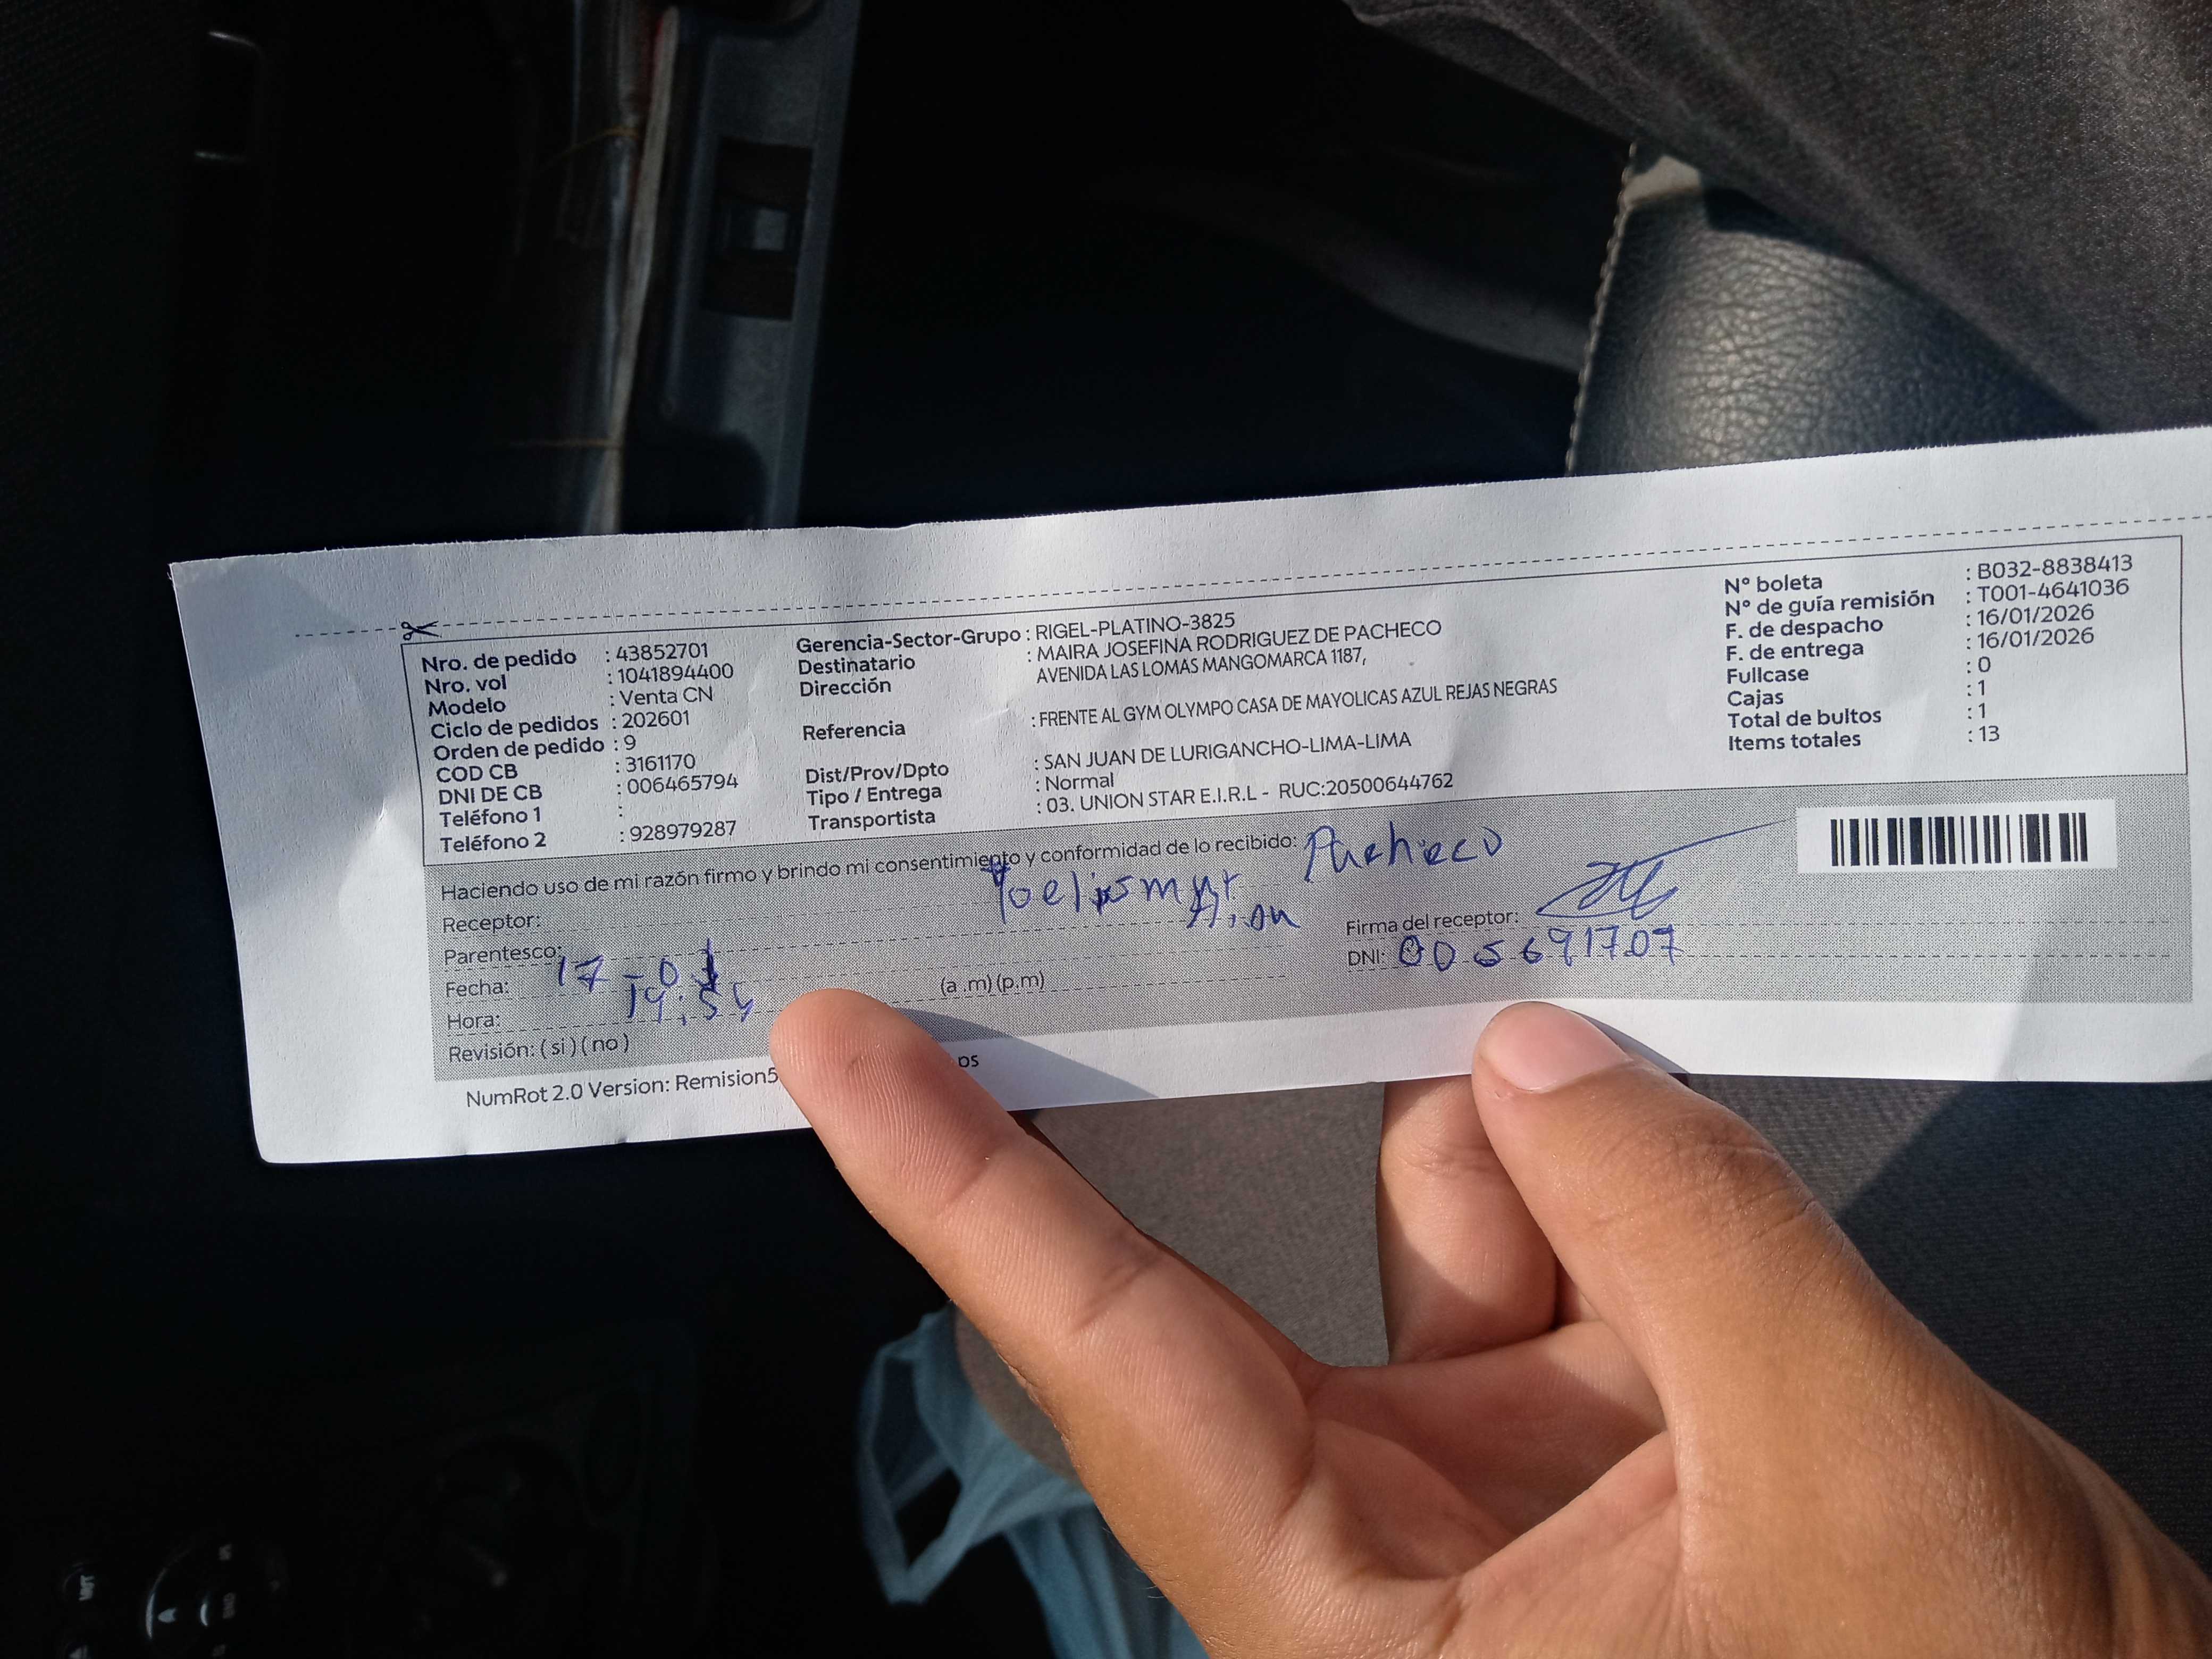 Nro. de pedido : 43852701
Nro. vol : 1041894400
Modelo : Venta CN
Ciclo de pedidos : 202601
Orden de pedido : 9
COD CB : 3161170
DNI DE CB : 006465794
Teléfono 1 :
Teléfono 2 : 928979287
Gerencia-Sector-Grupo : RIGEL-PLATINO-3825
Destinatario : MAIRA JOSEFINA RODRIGUEZ DE PACHECO
Dirección AVENIDA LAS LOMAS MANGOMARCA 1187,
Referencia : FRENTE AL GYM OLYMPO CASA DE MAYOLICAS AZUL REJAS NEGRAS
Dist/Prov/Dpto : SAN JUAN DE LURIGANCHO-LIMA-LIMA
Tipo / Entrega : Normal
Transportista : 03. UNION STAR E.I.R.L - RUC:20500644762
N° boleta : B032-8838413
N° de guía remisión : T001-4641036
F. de despacho : 16/01/2026
F. de entrega : 16/01/2026
Fullcase : 0
Cajas : 1
Total de bultos : 1
Items totales : 13
Haciendo uso de mi razón firmo y brindo mi consentimiento y conformidad de lo recibido:
Receptor: Pacheco
Parentesco:
Fecha: 17-01
Hora: (a .m) (p.m)
Revisión: ( si ) ( no )
Firma del receptor:
DNI: 005691707
NumRot 2.0 Version: Remision5
ps